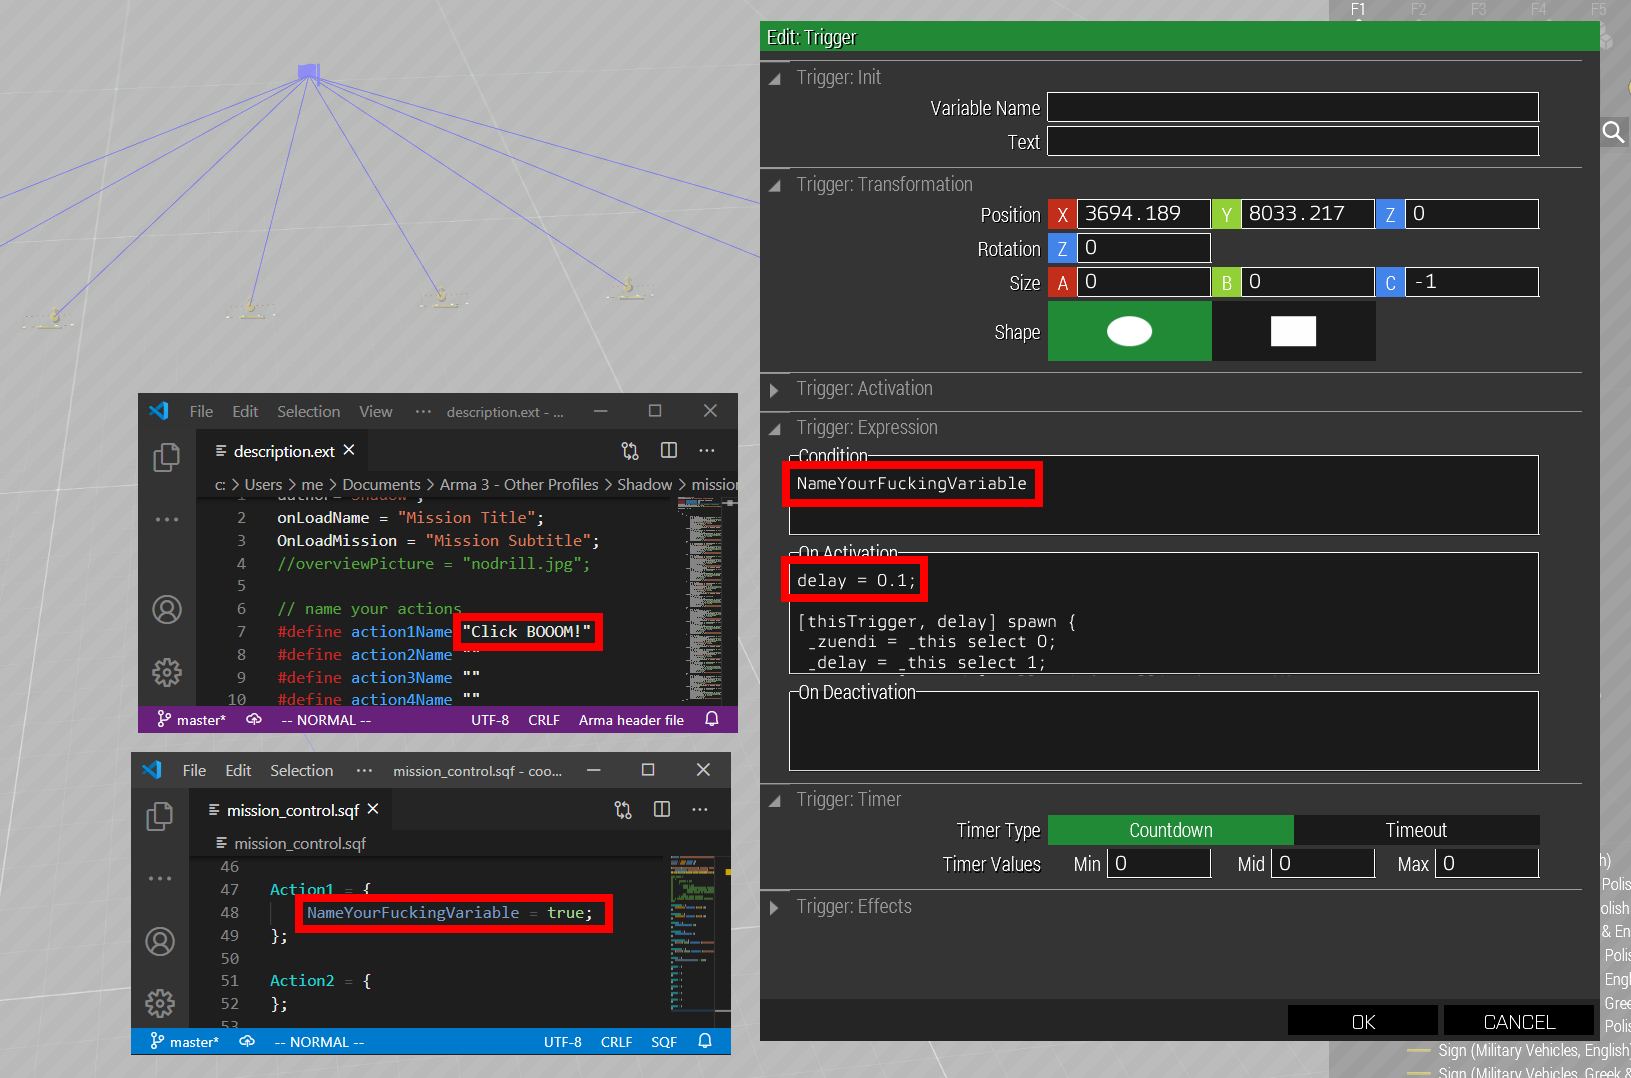 F1 F2 F3 F4 F5
Edit: Trigger
Trigger: Init
Variable Name
Text
Trigger: Transformation
Position X 3694.189 Y 8033.217 Z 0
Rotation Z 0
Size A 0 B 0 C -1
Shape
Trigger: Activation
Trigger: Expression
Condition
NameYourFuckingVariable
On Activation
delay = 0.1;
[thisTrigger, delay] spawn {
_zuendi = _this select 0;
_delay = _this select 1;
On Deactivation
Trigger: Timer
Timer Type Countdown Timeout
Timer Values Min 0 Mid 0 Max 0
Trigger: Effects
OK CANCEL
File Edit Selection View ··· description.ext - ...
description.ext
c: > Users > me > Documents > Arma 3 - Other Profiles > Shadow > mission
1 author= "Shadow";
2 onLoadName = "Mission Title";
3 OnLoadMission = "Mission Subtitle";
4 //overviewPicture = "nodrill.jpg";
5
6 // name your actions
7 #define action1Name "Click BOOOM!"
8 #define action2Name ""
9 #define action3Name ""
10 #define action4Name ""
master* -- NORMAL -- UTF-8 CRLF Arma header file
File Edit Selection ··· mission_control.sqf - coo...
mission_control.sqf
mission_control.sqf
46
47 Action1 = {
48 NameYourFuckingVariable = true;
49 };
50
51 Action2 = {
52 };
53
master* -- NORMAL -- UTF-8 CRLF SQF
h)
Polis
olish
& En
Polis
Engl
Gree
Polis
Sign (Military Vehicles, English)
Sign (Military Vehicles, Greek &